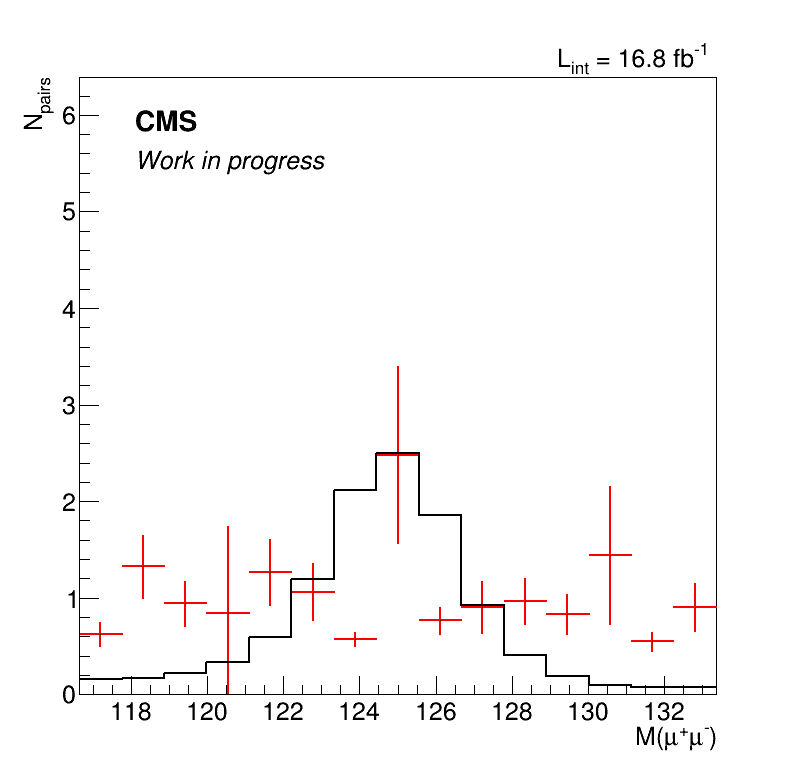 L_int = 16.8 fb^-1
N_pairs
CMS
Work in progress
6
5
4
3
2
1
0
118 120 122 124 126 128 130 132
M(μ⁺μ⁻)